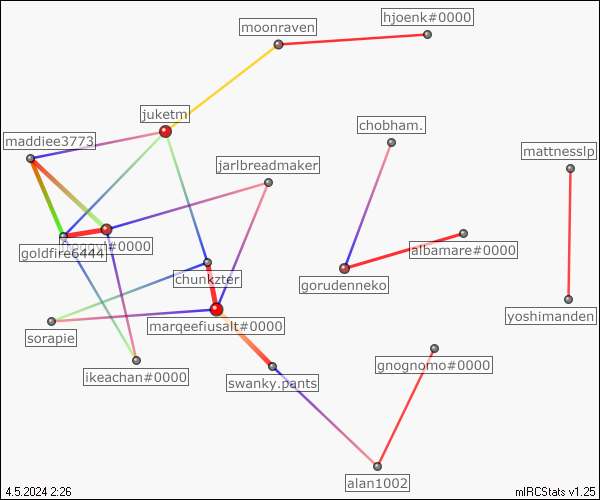 hjoenk#0000
moonraven
juketm
chobham.
maddiee3773
mattnesslp
jarlbreadmaker
goldfire6444
#0000
albamare#0000
chunkzter
gorudenneko
yoshimanden
marqeefiusalt#0000
sorapie
gnognomo#0000
ikeachan#0000
swanky.pants
alan1002
4.5.2024 2:26
mIRCStats v1.25